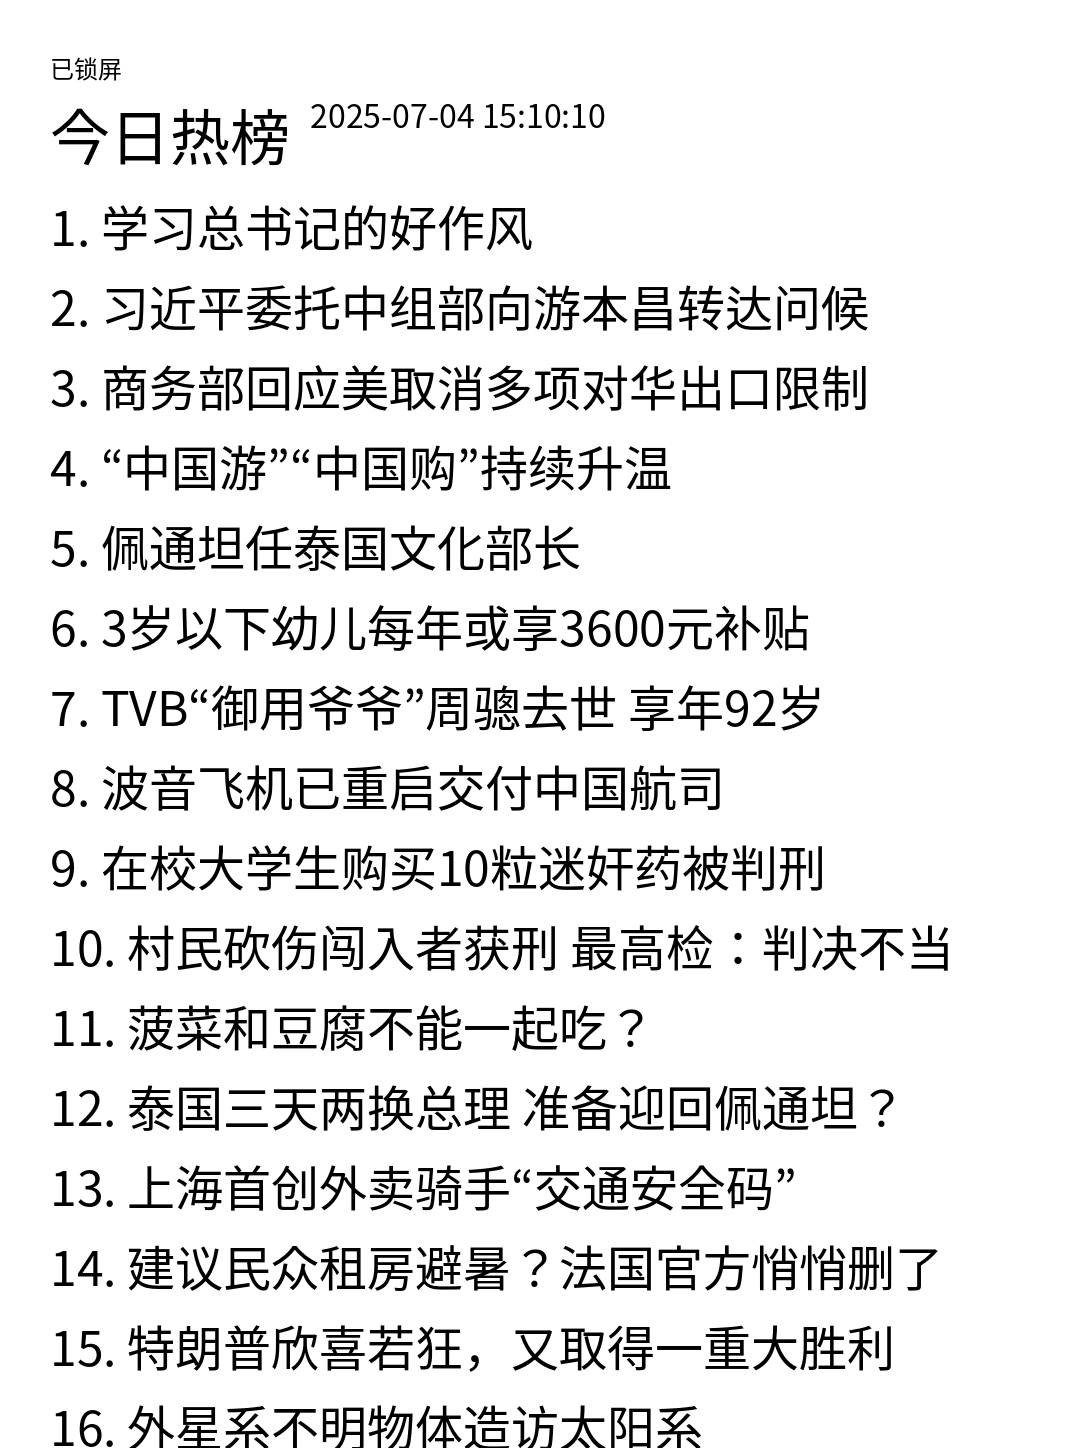 已锁屏
今日热榜 2025-07-04 15:10:10
1. 学习总书记的好作风
2. 习近平委托中组部向游本昌转达问候
3. 商务部回应美取消多项对华出口限制
4. “中国游”“中国购”持续升温
5. 佩通坦任泰国文化部长
6. 3岁以下幼儿每年或享3600元补贴
7. TVB“御用爷爷”周骢去世 享年92岁
8. 波音飞机已重启交付中国航司
9. 在校大学生购买10粒迷奸药被判刑
10. 村民砍伤闯入者获刑 最高检：判决不当
11. 菠菜和豆腐不能一起吃？
12. 泰国三天两换总理 准备迎回佩通坦？
13. 上海首创外卖骑手“交通安全码”
14. 建议民众租房避暑？法国官方悄悄删了
15. 特朗普欣喜若狂，又取得一重大胜利
16. 外星系不明物体造访太阳系